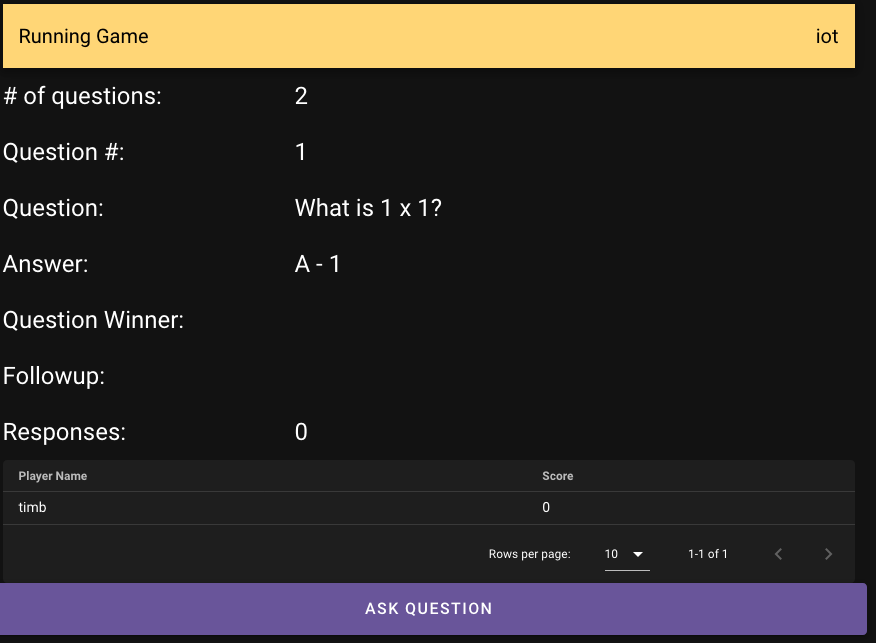 Running Game iot
# of questions: 2
Question #: 1
Question: What is 1 x 1?
Answer: A - 1
Question Winner:
Followup:
Responses: 0
Player Name Score
timb 0
Rows per page: 10 1-1 of 1
ASK QUESTION